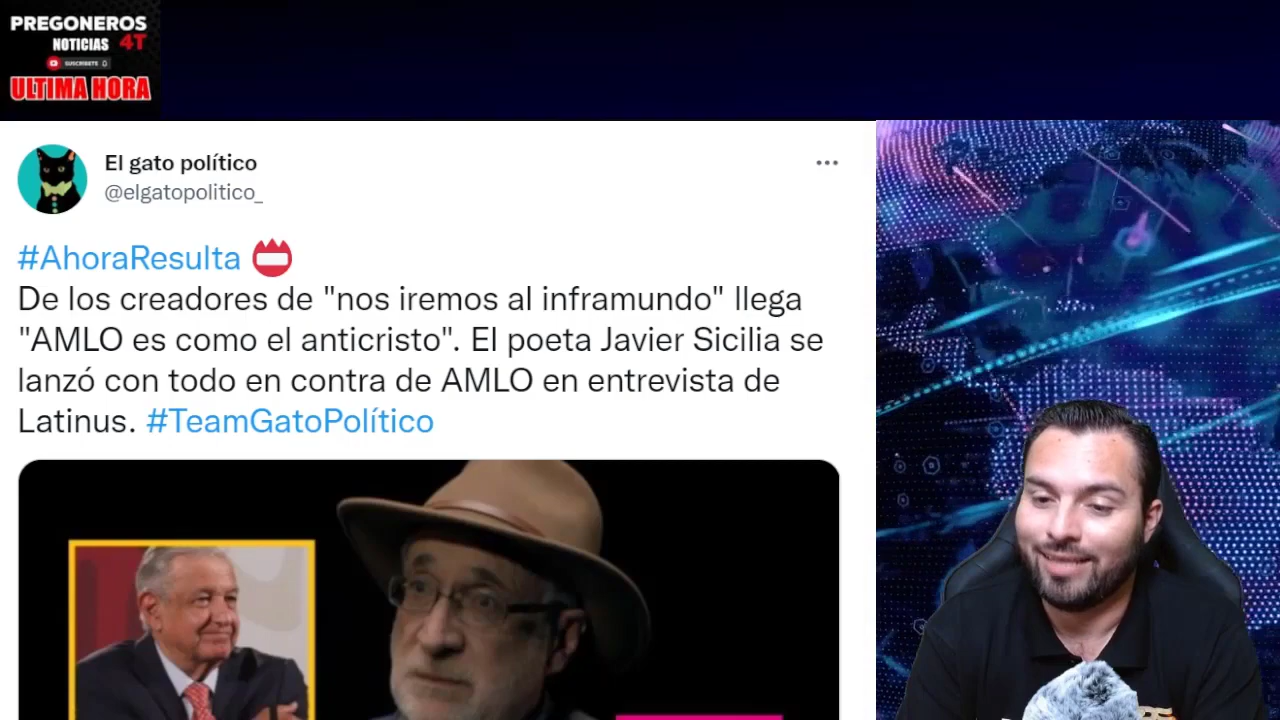 PREGONEROS
NOTICIAS 4T
SUSCRIBETE
ULTIMA HORA
El gato político
@elgatopolitico_
#AhoraResulta
De los creadores de "nos iremos al inframundo" llega
"AMLO es como el anticristo". El poeta Javier Sicilia se
lanzó con todo en contra de AMLO en entrevista de
Latinus. #TeamGatoPolítico